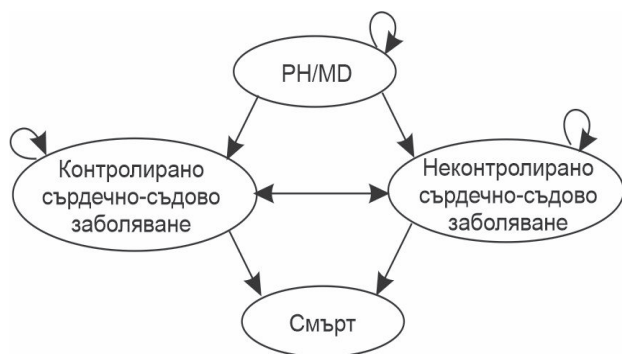 PH/MD
Контролирано
сърдечно-съдово
заболяване
Неконтролирано
сърдечно-съдово
заболяване
Смърт